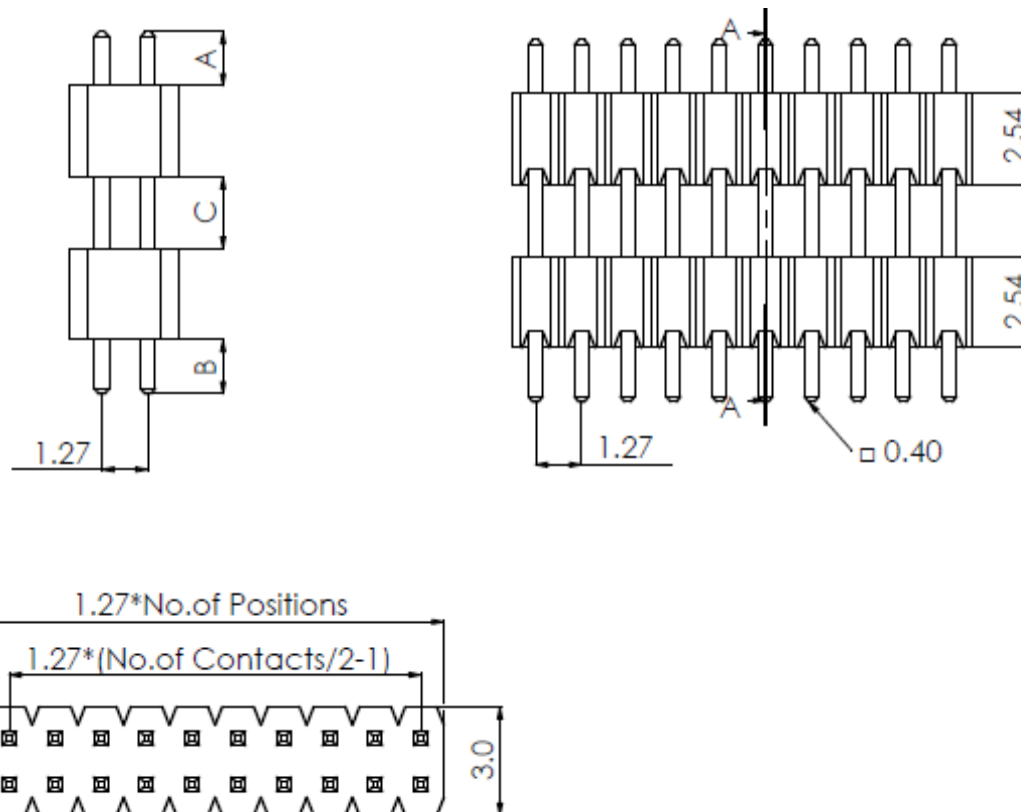 A
C
B
1.27
A
A
2.54
2.54
1.27
□ 0.40
1.27*No.of Positions
1.27*(No.of Contacts/2-1)
3.0